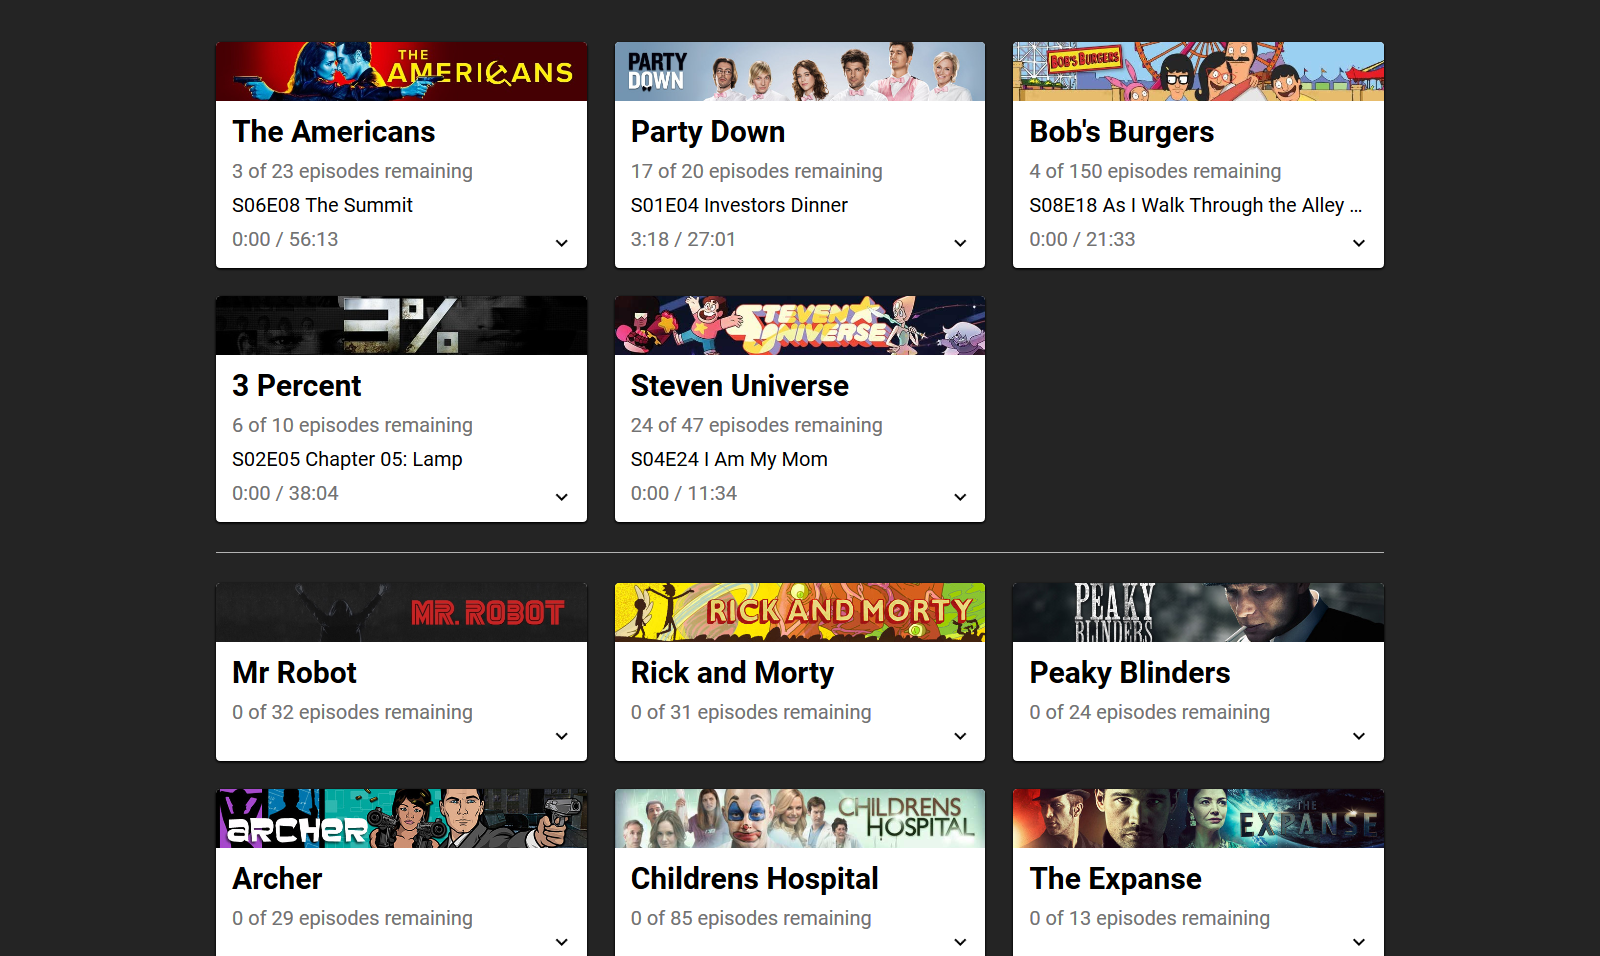 THE
AMERICANS
The Americans
3 of 23 episodes remaining
S06E08 The Summit
0:00 / 56:13
PARTY
DOWN
Party Down
17 of 20 episodes remaining
S01E04 Investors Dinner
3:18 / 27:01
BOB'S BURGERS
Bob's Burgers
4 of 150 episodes remaining
S08E18 As I Walk Through the Alley ...
0:00 / 21:33
3%
3 Percent
6 of 10 episodes remaining
S02E05 Chapter 05: Lamp
0:00 / 38:04
STEVEN
UNIVERSE
Steven Universe
24 of 47 episodes remaining
S04E24 I Am My Mom
0:00 / 11:34
MR. ROBOT
Mr Robot
0 of 32 episodes remaining
RICK AND MORTY
Rick and Morty
0 of 31 episodes remaining
PEAKY
BLINDERS
Peaky Blinders
0 of 24 episodes remaining
ARCHER
Archer
0 of 29 episodes remaining
CHILDRENS
HOSPITAL
Childrens Hospital
0 of 85 episodes remaining
THE
EXPANSE
The Expanse
0 of 13 episodes remaining